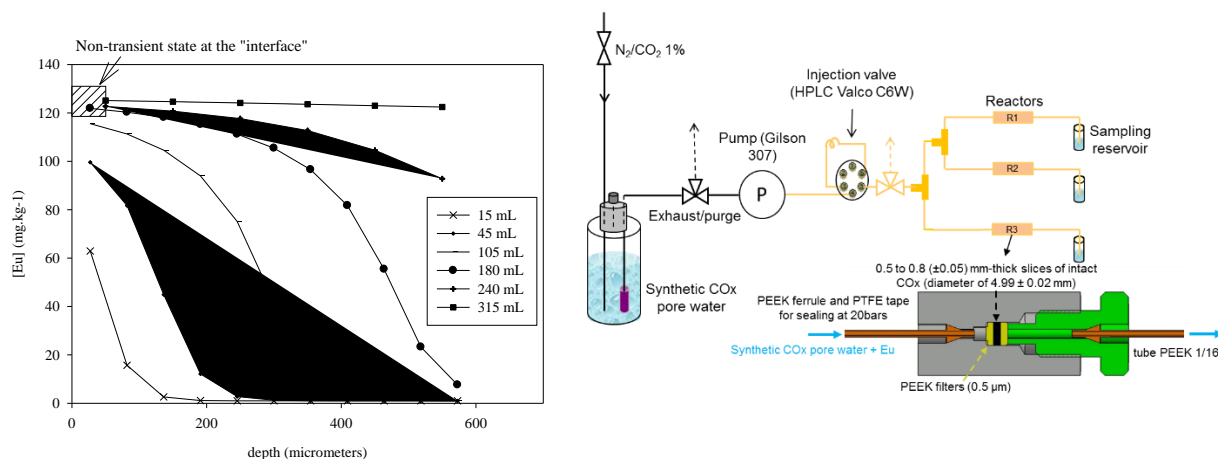 Non-transient state at the "interface"
140
120
100
80
60
40
20
0
[Eu] (mg.kg-1)
0
200
400
600
depth (micrometers)
15 mL
45 mL
105 mL
180 mL
240 mL
315 mL
N2/CO2 1%
Injection valve
(HPLC Valco C6W)
Pump (Gilson
307)
P
Exhaust/purge
Synthetic COx
pore water
Reactors
R1
R2
R3
Sampling
reservoir
0.5 to 0.8 (±0.05) mm-thick slices of intact
COx (diameter of 4.99 ± 0.02 mm)
PEEK ferrule and PTFE tape
for sealing at 20bars
Synthetic COx pore water + Eu
PEEK filters (0.5 µm)
tube PEEK 1/16